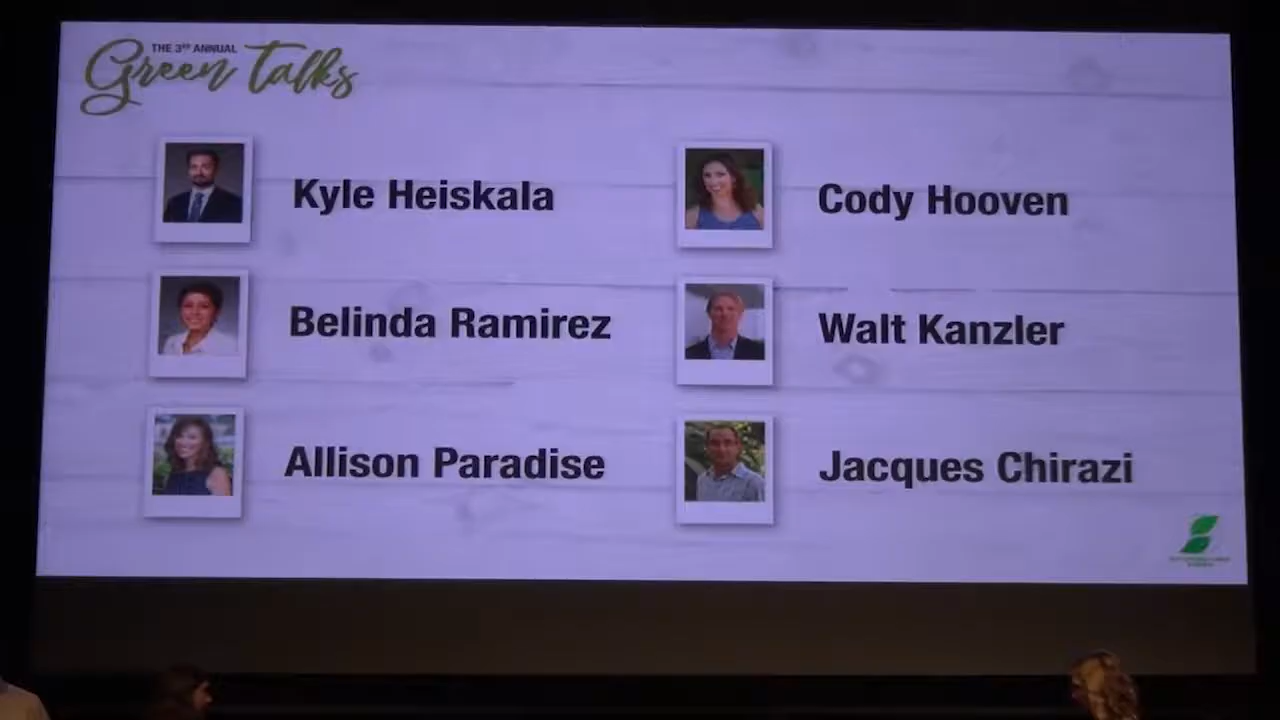 THE 3RD ANNUAL
Green Talks
Kyle Heiskala
Cody Hooven
Belinda Ramirez
Walt Kanzler
Allison Paradise
Jacques Chirazi